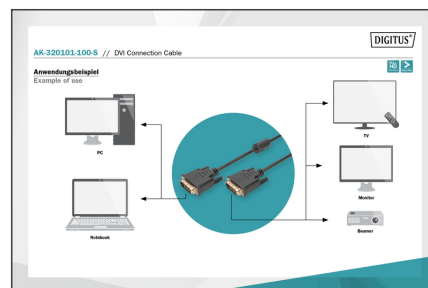 DIGITUS®
AK-320101-100-S // DVI Connection Cable
Anwendungsbeispiel
Example of use
PC
TV
Notebook
Monitor
Beamer